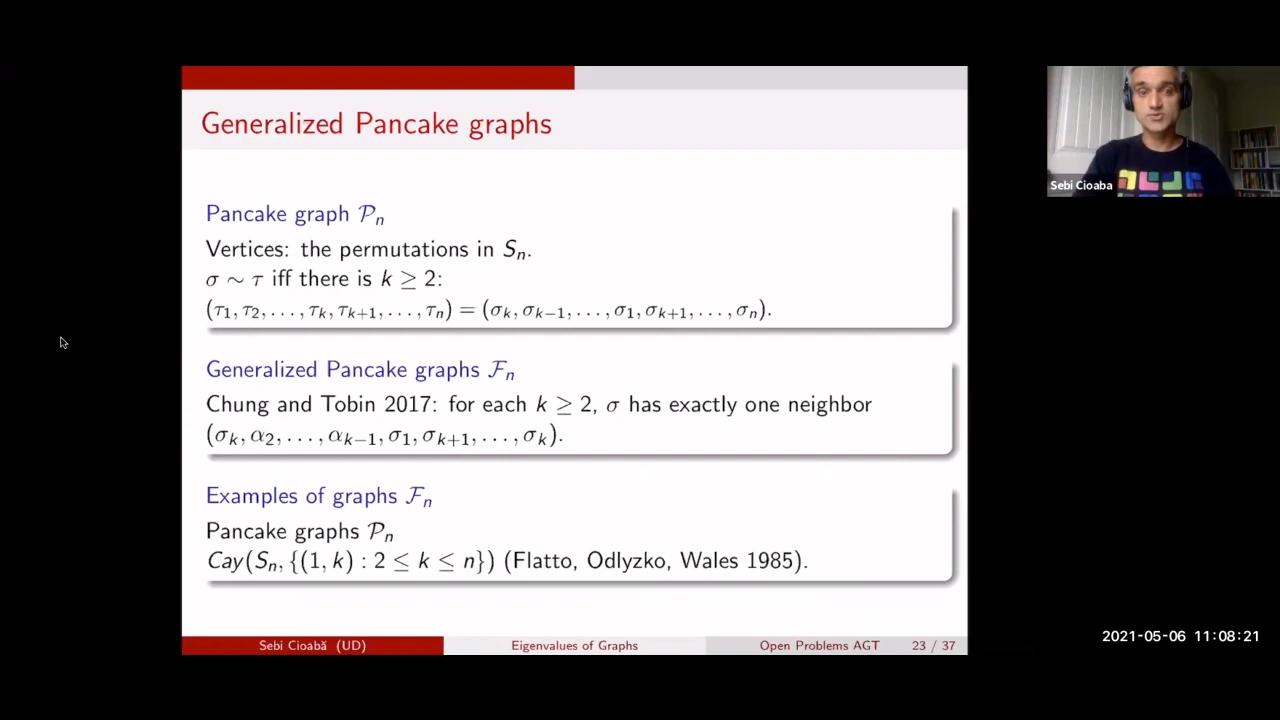 Generalized Pancake graphs
Pancake graph 𝒫ₙ
Vertices: the permutations in Sₙ.
σ ∼ τ iff there is k ≥ 2:
(τ₁, τ₂, . . . , τₖ, τₖ₊₁, . . . , τₙ) = (σₖ, σₖ₋₁, . . . , σ₁, σₖ₊₁, . . . , σₙ).
Generalized Pancake graphs ℱₙ
Chung and Tobin 2017: for each k ≥ 2, σ has exactly one neighbor
(σₖ, α₂, . . . , αₖ₋₁, σ₁, σₖ₊₁, . . . , σₖ).
Examples of graphs ℱₙ
Pancake graphs 𝒫ₙ
Cay(Sₙ, {(1, k) : 2 ≤ k ≤ n}) (Flatto, Odlyzko, Wales 1985).
Sebi Cioabă (UD) Eigenvalues of Graphs Open Problems AGT 23 / 37
Sebi Cioaba
2021-05-06 11:08:21